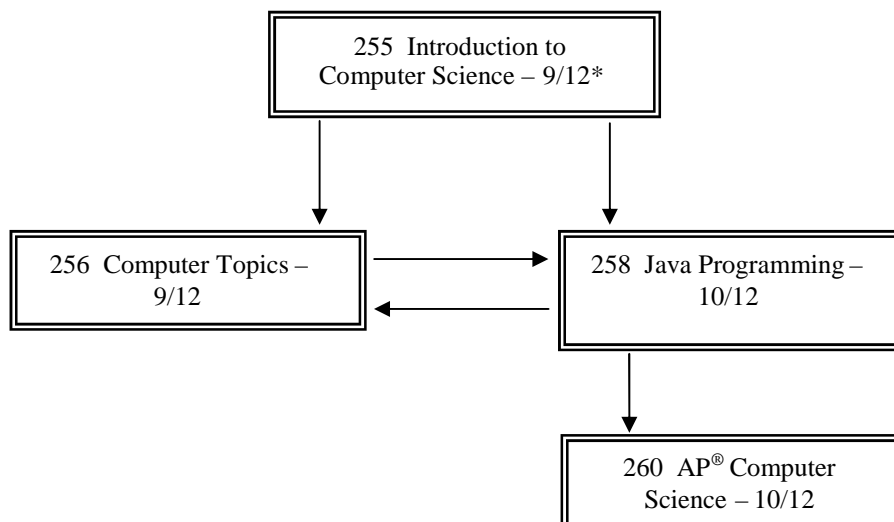 255  Introduction to
Computer Science – 9/12*
256  Computer Topics –
9/12
258  Java Programming –
10/12
260  AP® Computer
Science – 10/12